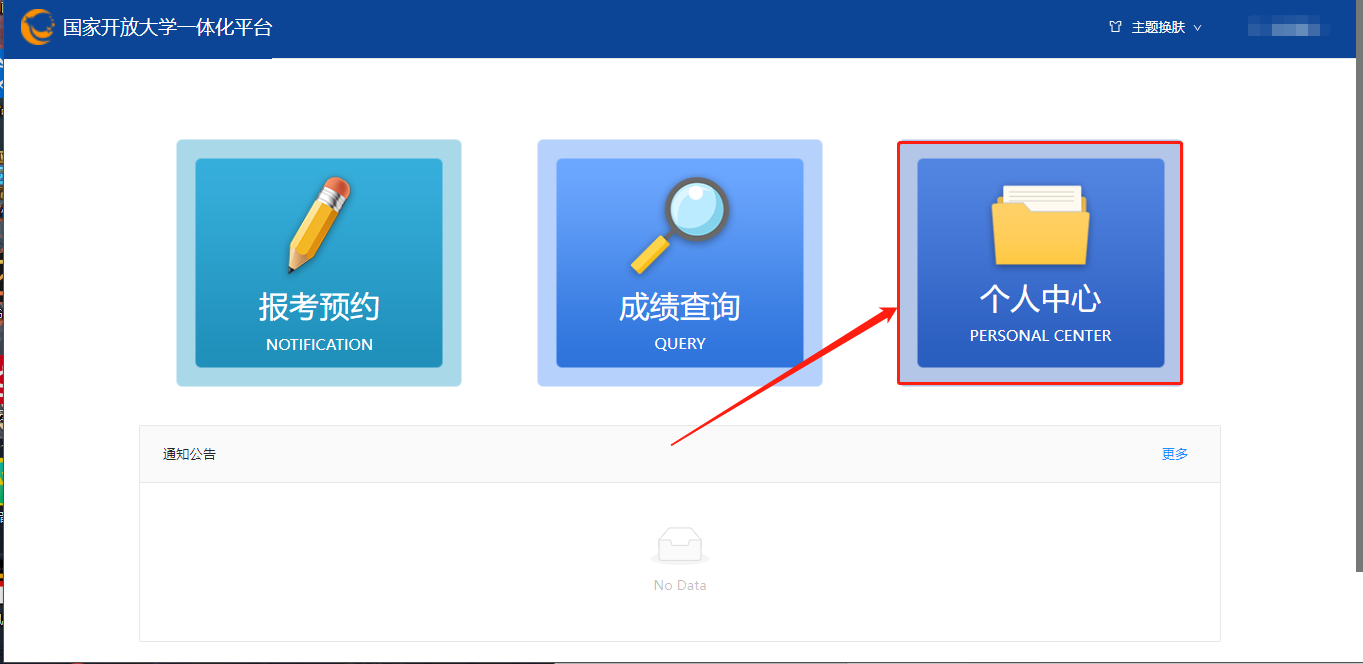 国家开放大学一体化平台
主题换肤
报考预约
NOTIFICATION
成绩查询
QUERY
个人中心
PERSONAL CENTER
通知公告
更多
No Data